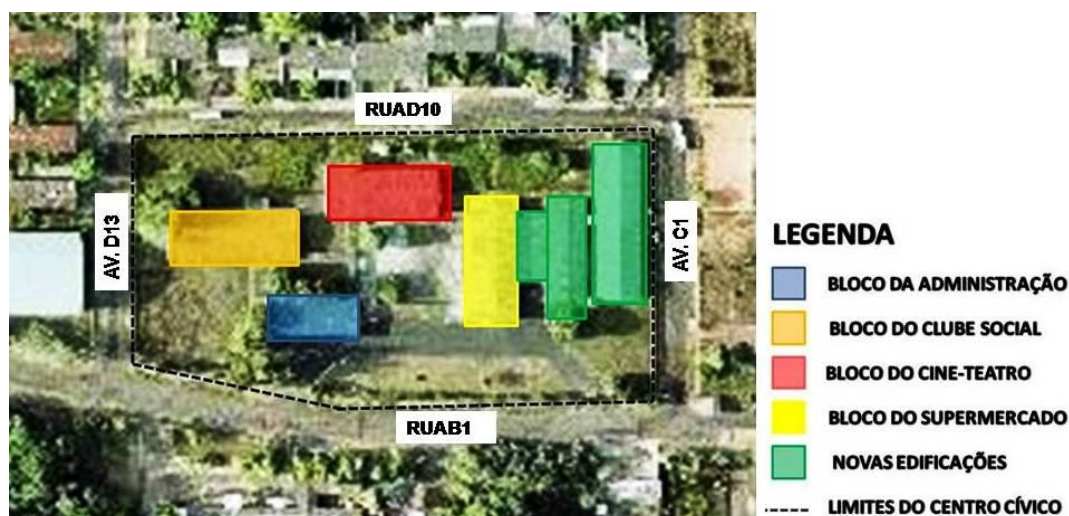 RUAD10
AV. D13
AV. C1
RUAB1
LEGENDA
BLOCO DA ADMINISTRAÇÃO
BLOCO DO CLUBE SOCIAL
BLOCO DO CINE-TEATRO
BLOCO DO SUPERMERCADO
NOVAS EDIFICAÇÕES
LIMITES DO CENTRO CÍVICO